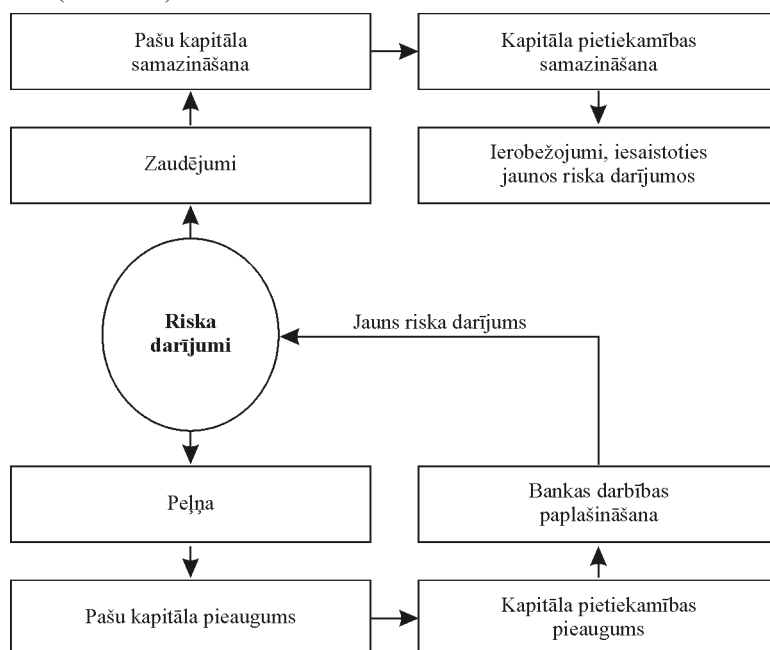 Pašu kapitāla
samazināšana
Kapitāla pietiekamības
samazināšana
Zaudējumi
Ierobežojumi, iesaistoties
jaunos riska darījumos
Riska
darījumi
Jauns riska darījums
Peļņa
Bankas darbības
paplašināšana
Pašu kapitāla pieaugums
Kapitāla pietiekamības
pieaugums